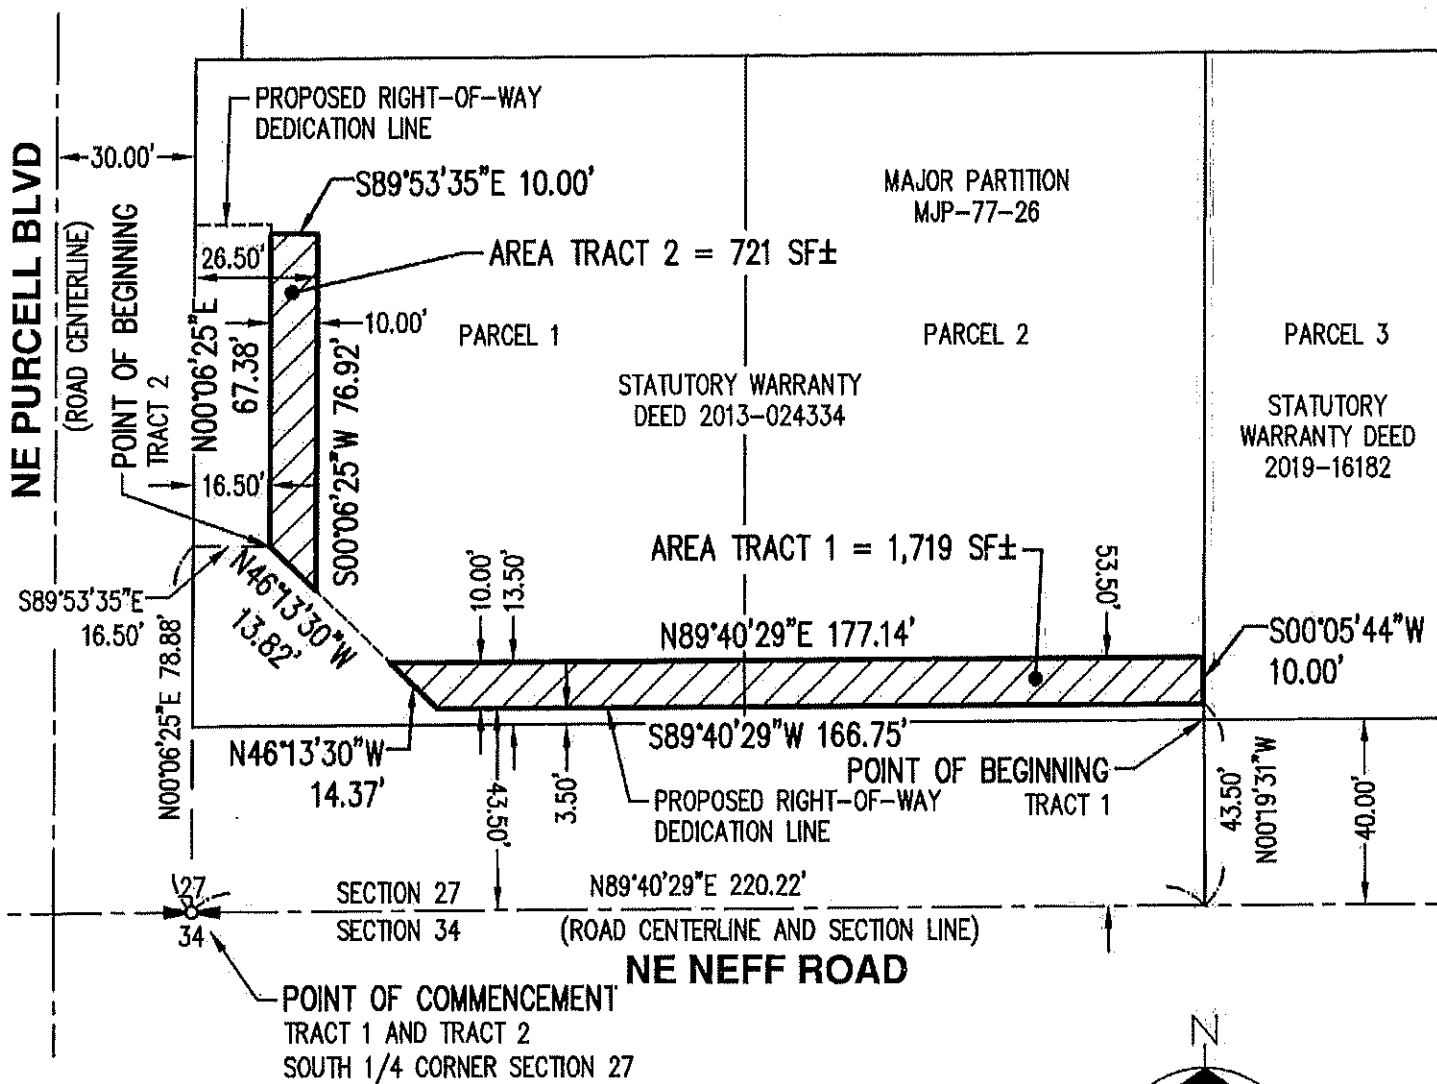 PROPOSED RIGHT-OF-WAY
DEDICATION LINE
30.00'
S89°53'35"E 10.00'
MAJOR PARTITION
MJP-77-26
NE PURCELL BLVD
(ROAD CENTERLINE)
POINT OF BEGINNING
TRACT 2
26.50'
AREA TRACT 2 = 721 SF±
N00°06'25"E
67.38'
10.00'
S00°06'25"W 76.92'
PARCEL 1
PARCEL 2
PARCEL 3
STATUTORY WARRANTY
DEED 2013-024334
STATUTORY
WARRANTY DEED
2019-16182
16.50'
AREA TRACT 1 = 1,719 SF±
53.50'
10.00'
13.50'
S89°53'35"E
16.50'
N46°13'30"W
13.82'
N89°40'29"E 177.14'
S00°05'44"W
10.00'
N00°06'25"E 78.88'
N46°13'30"W
14.37'
S89°40'29"W 166.75'
POINT OF BEGINNING
TRACT 1
43.50'
3.50'
PROPOSED RIGHT-OF-WAY
DEDICATION LINE
43.50'
N00°19'31"W
40.00'
27
34
SECTION 27
SECTION 34
N89°40'29"E 220.22'
(ROAD CENTERLINE AND SECTION LINE)
NE NEFF ROAD
POINT OF COMMENCEMENT
TRACT 1 AND TRACT 2
SOUTH 1/4 CORNER SECTION 27
N